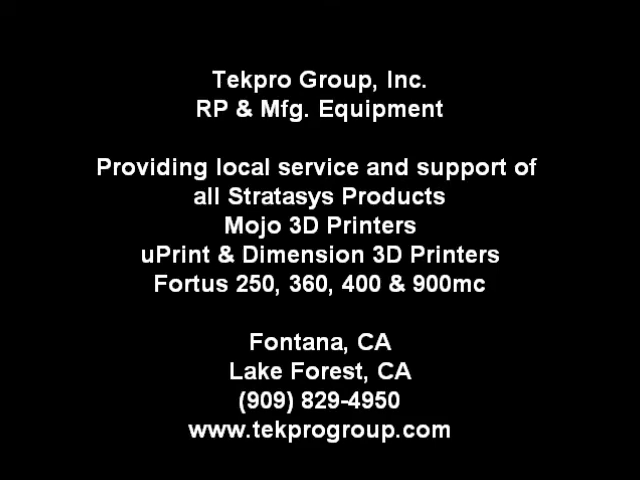 Tekpro Group, Inc.
RP & Mfg. Equipment
Providing local service and support of
all Stratasys Products
Mojo 3D Printers
uPrint & Dimension 3D Printers
Fortus 250, 360, 400 & 900mc
Fontana, CA
Lake Forest, CA
(909) 829-4950
www.tekprogroup.com